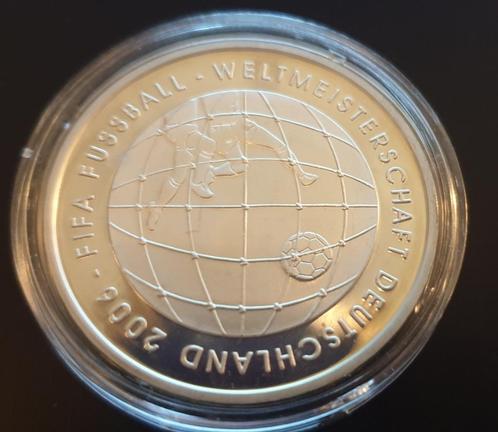 FIFA FUSSBALL - WELTMEISTERSCHAFT DEUTSCHLAND 2006 -